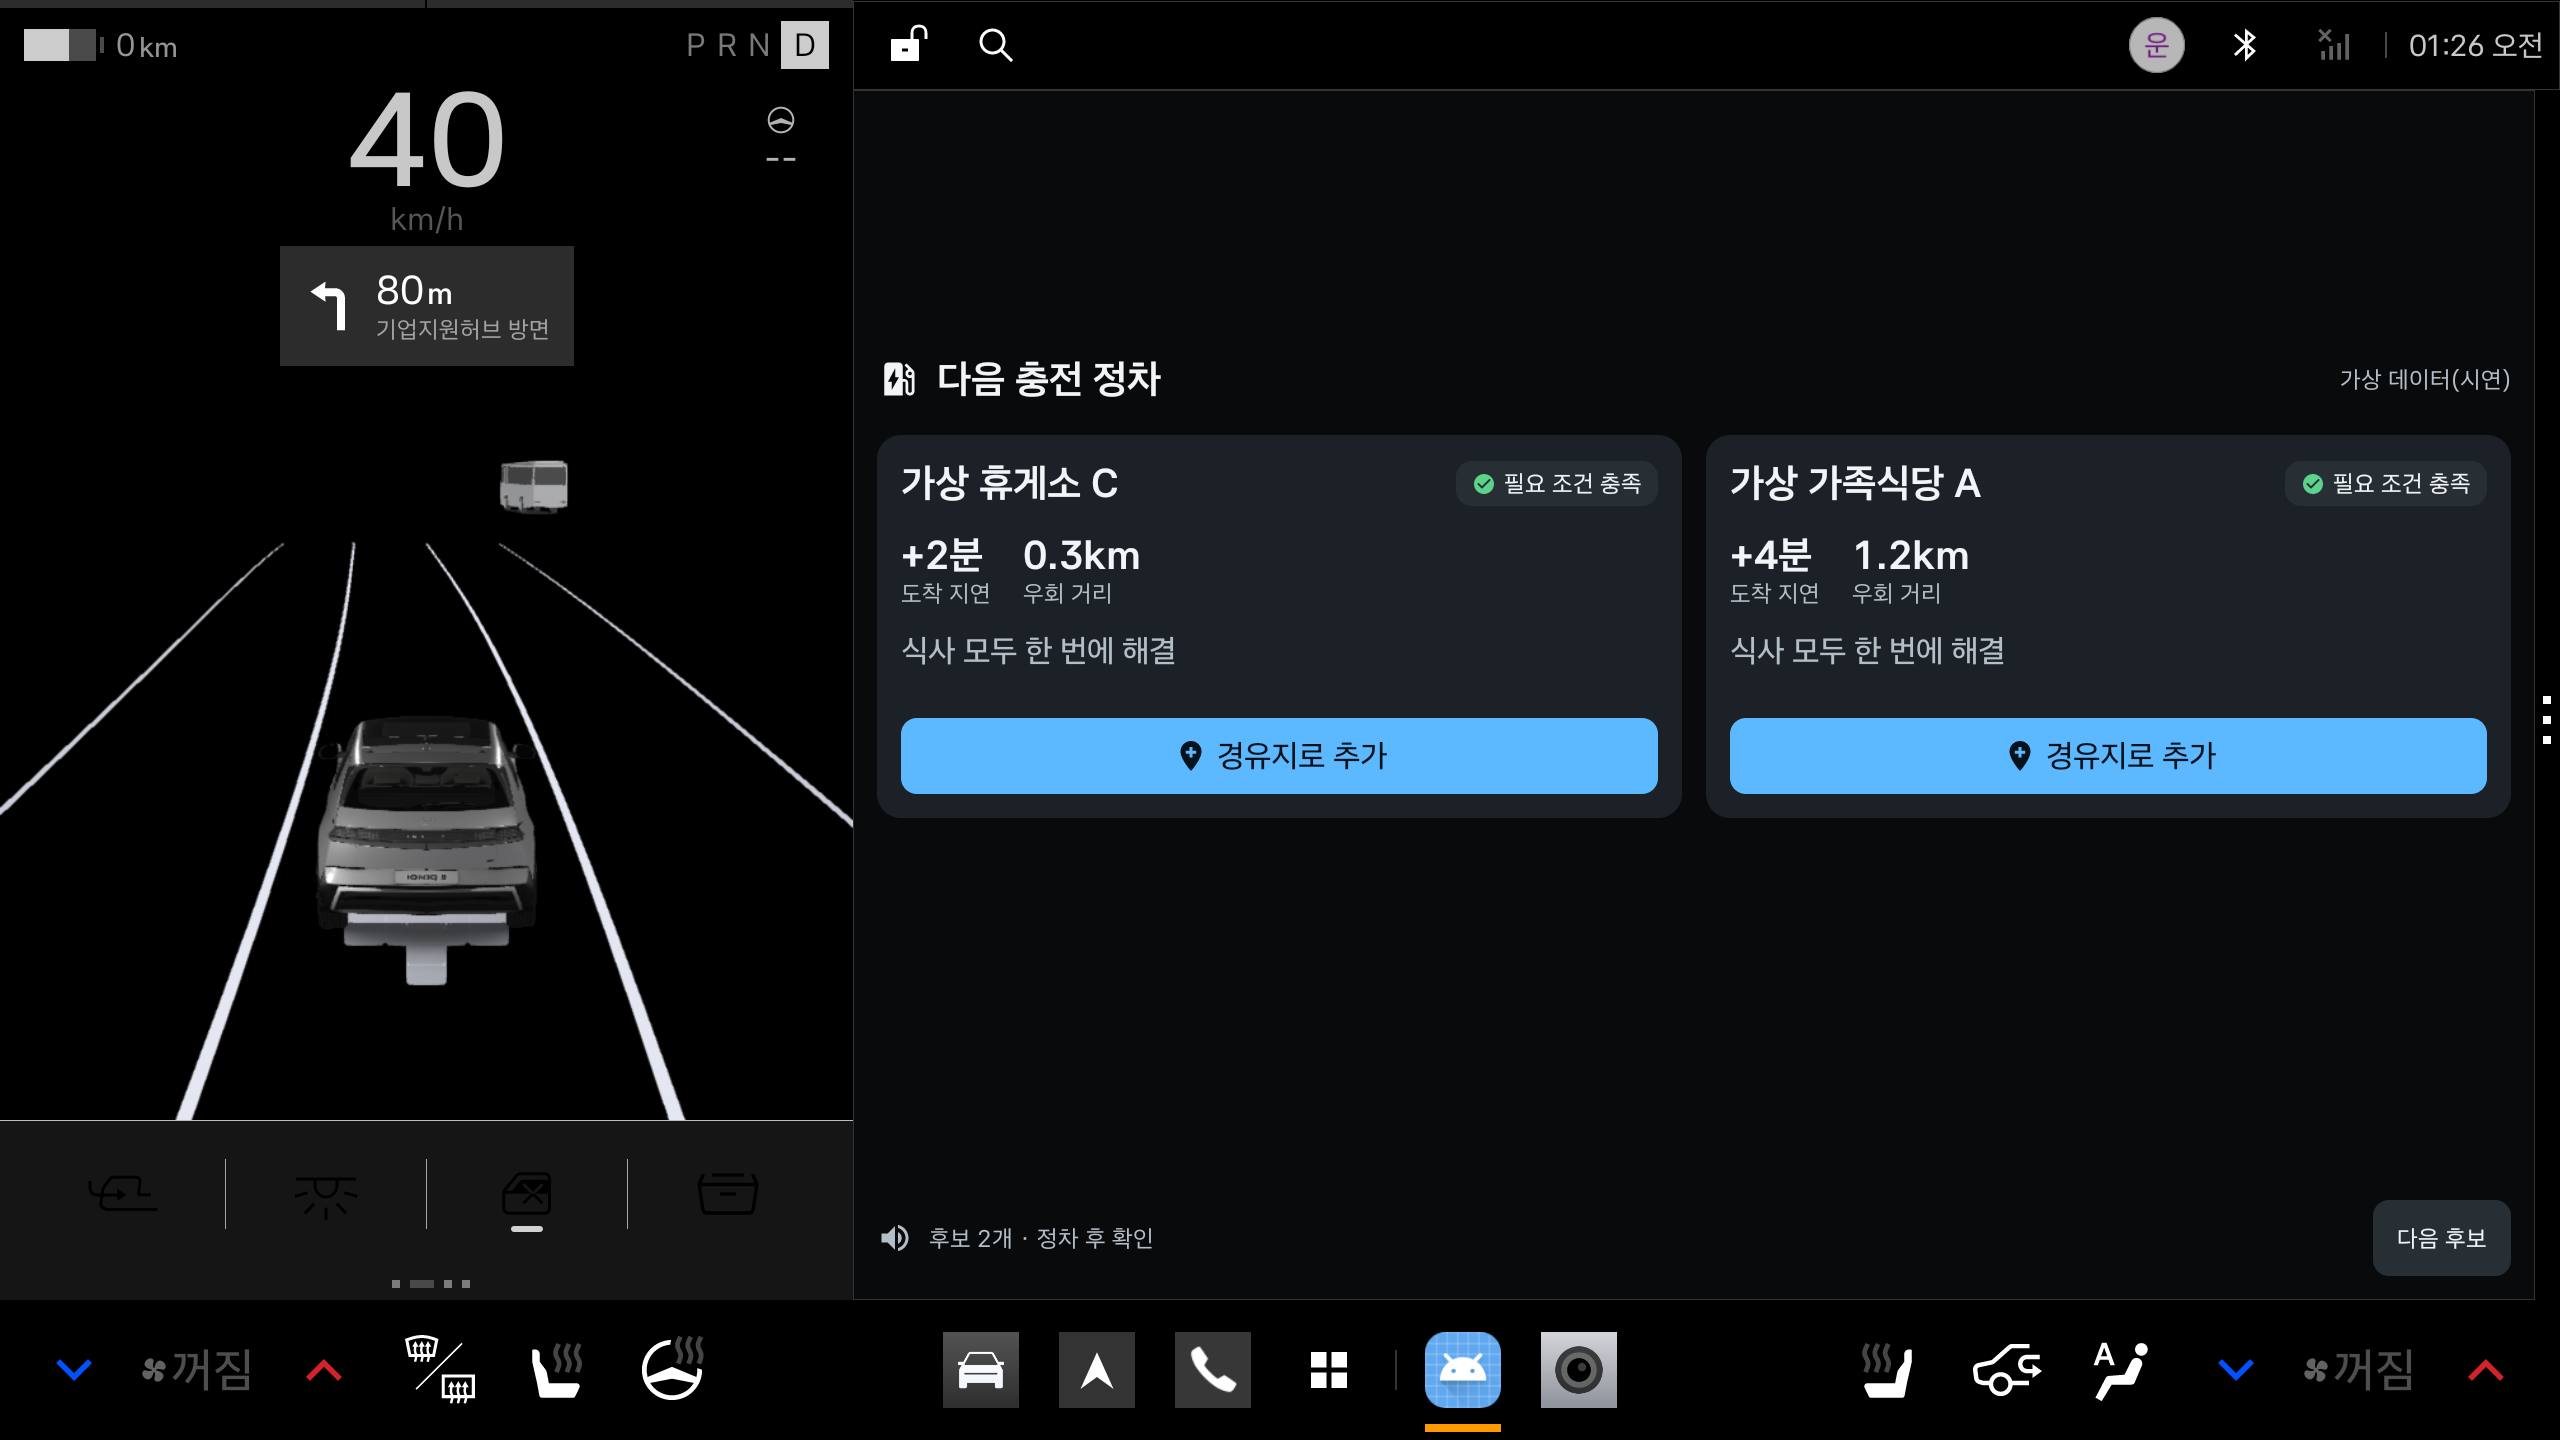 0km
P R N D
40
km/h
80m
기업지원허브 방면
--
운
01:26 오전
다음 충전 정차
가상 데이터(시연)
가상 휴게소 C
필요 조건 충족
+2분 0.3km
도착 지연 우회 거리
식사 모두 한 번에 해결
경유지로 추가
가상 가족식당 A
필요 조건 충족
+4분 1.2km
도착 지연 우회 거리
식사 모두 한 번에 해결
경유지로 추가
IONIQ 5
후보 2개 · 정차 후 확인
다음 후보
꺼짐
A
꺼짐